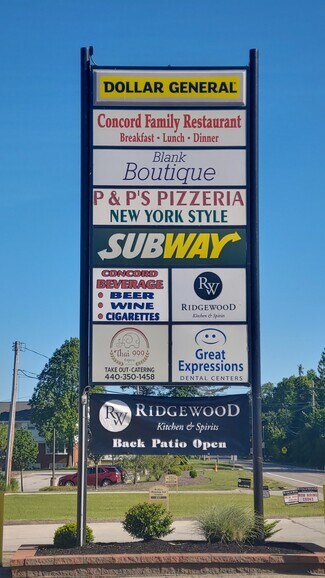 DOLLAR GENERAL
Concord Family Restaurant
Breakfast • Lunch • Dinner
Blank
Boutique
P & P'S PIZZERIA
NEW YORK STYLE
SUBWAY
CONCORD
BEVERAGE
• BEER
• WINE
• CIGARETTES
RW
RIDGEWOOD
Kitchen & Spirits
thai 999
TAKE OUT-CATERING
440-350-1458
Great
Expressions
DENTAL CENTERS
RW
RIDGEWOOD
Kitchen & Spirits
Back Patio Open